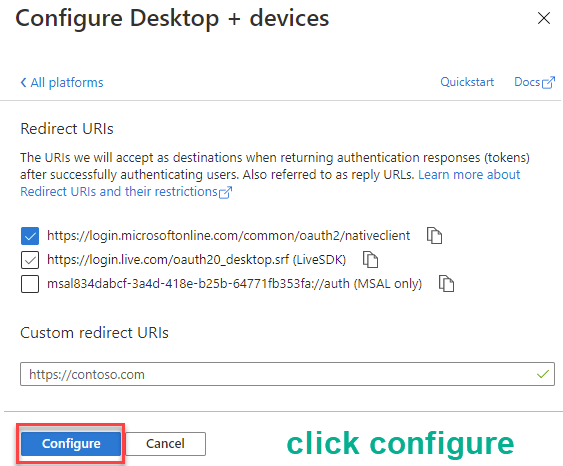 Configure Desktop + devices
All platforms
Quickstart
Docs
Redirect URIs
The URIs we will accept as destinations when returning authentication responses (tokens)
after successfully authenticating users. Also referred to as reply URLs. Learn more about
Redirect URIs and their restrictions
https://login.microsoftonline.com/common/oauth2/nativeclient
https://login.live.com/oauth20_desktop.srf (LiveSDK)
msal834dabcf-3a4d-418e-b25b-64771fb353fa://auth (MSAL only)
Custom redirect URIs
https://contoso.com
Configure
Cancel
click configure